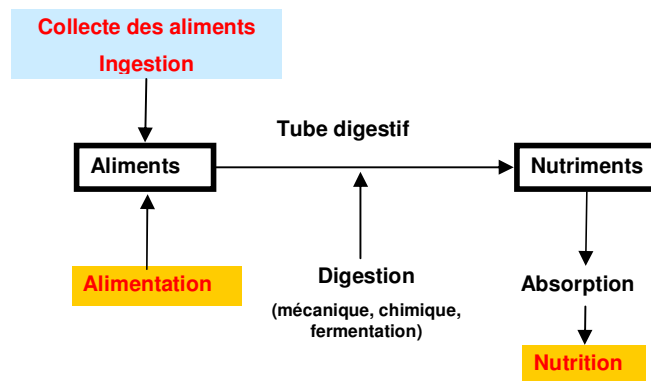 Collecte des aliments
Ingestion
Tube digestif
Aliments
Nutriments
Alimentation
Digestion
(mécanique, chimique,
fermentation)
Absorption
Nutrition